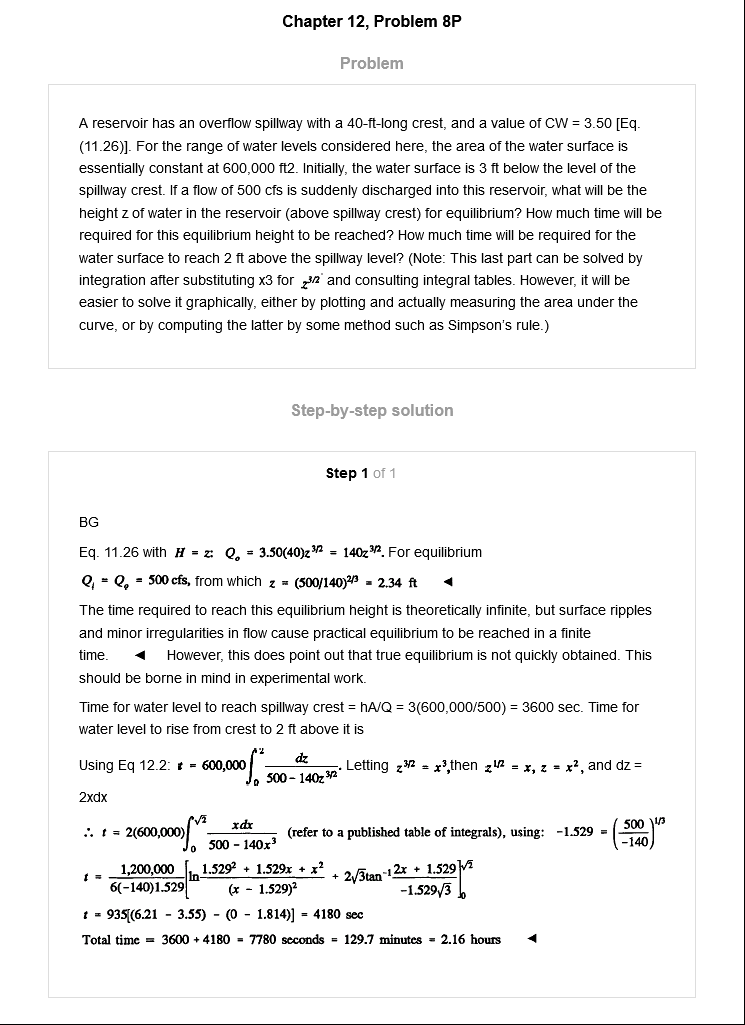 Chapter 12, Problem 8P
Problem
A reservoir has an overflow spillway with a 40-ft-long crest, and a value of CW = 3.50 [Eq.
(11.26)]. For the range of water levels considered here, the area of the water surface is
essentially constant at 600,000 ft2. Initially, the water surface is 3 ft below the level of the
spillway crest. If a flow of 500 cfs is suddenly discharged into this reservoir, what will be the
height z of water in the reservoir (above spillway crest) for equilibrium? How much time will be
required for this equilibrium height to be reached? How much time will be required for the
water surface to reach 2 ft above the spillway level? (Note: This last part can be solved by
integration after substituting x3 for z^3/2 and consulting integral tables. However, it will be
easier to solve it graphically, either by plotting and actually measuring the area under the
curve, or by computing the latter by some method such as Simpson's rule.)
Step-by-step solution
Step 1 of 1
BG
Eq. 11.26 with H = z: Q_o = 3.50(40)z^3/2 = 140z^3/2. For equilibrium
Q_i = Q_o = 500 cfs, from which z = (500/140)^2/3 = 2.34 ft ◄
The time required to reach this equilibrium height is theoretically infinite, but surface ripples
and minor irregularities in flow cause practical equilibrium to be reached in a finite
time. ◄ However, this does point out that true equilibrium is not quickly obtained. This
should be borne in mind in experimental work.
Time for water level to reach spillway crest = hA/Q = 3(600,000/500) = 3600 sec. Time for
water level to rise from crest to 2 ft above it is
Using Eq 12.2: t = 600,000 ∫_0^2 dz / (500 − 140z^3/2). Letting z^3/2 = x^3, then z^1/2 = x, z = x^2, and dz =
2xdx
∴ t = 2(600,000) ∫_0^√2 xdx / (500 − 140x^3) (refer to a published table of integrals), using: −1.529 = (500 / −140)^1/3
t = 1,200,000 / 6(−140)1.529 [ln (1.529^2 + 1.529x + x^2) / (x − 1.529)^2 + 2√3 tan^−1 (2x + 1.529) / (−1.529√3)]_0^√2
t = 935[(6.21 − 3.55) − (0 − 1.814)] = 4180 sec
Total time = 3600 + 4180 = 7780 seconds = 129.7 minutes = 2.16 hours ◄